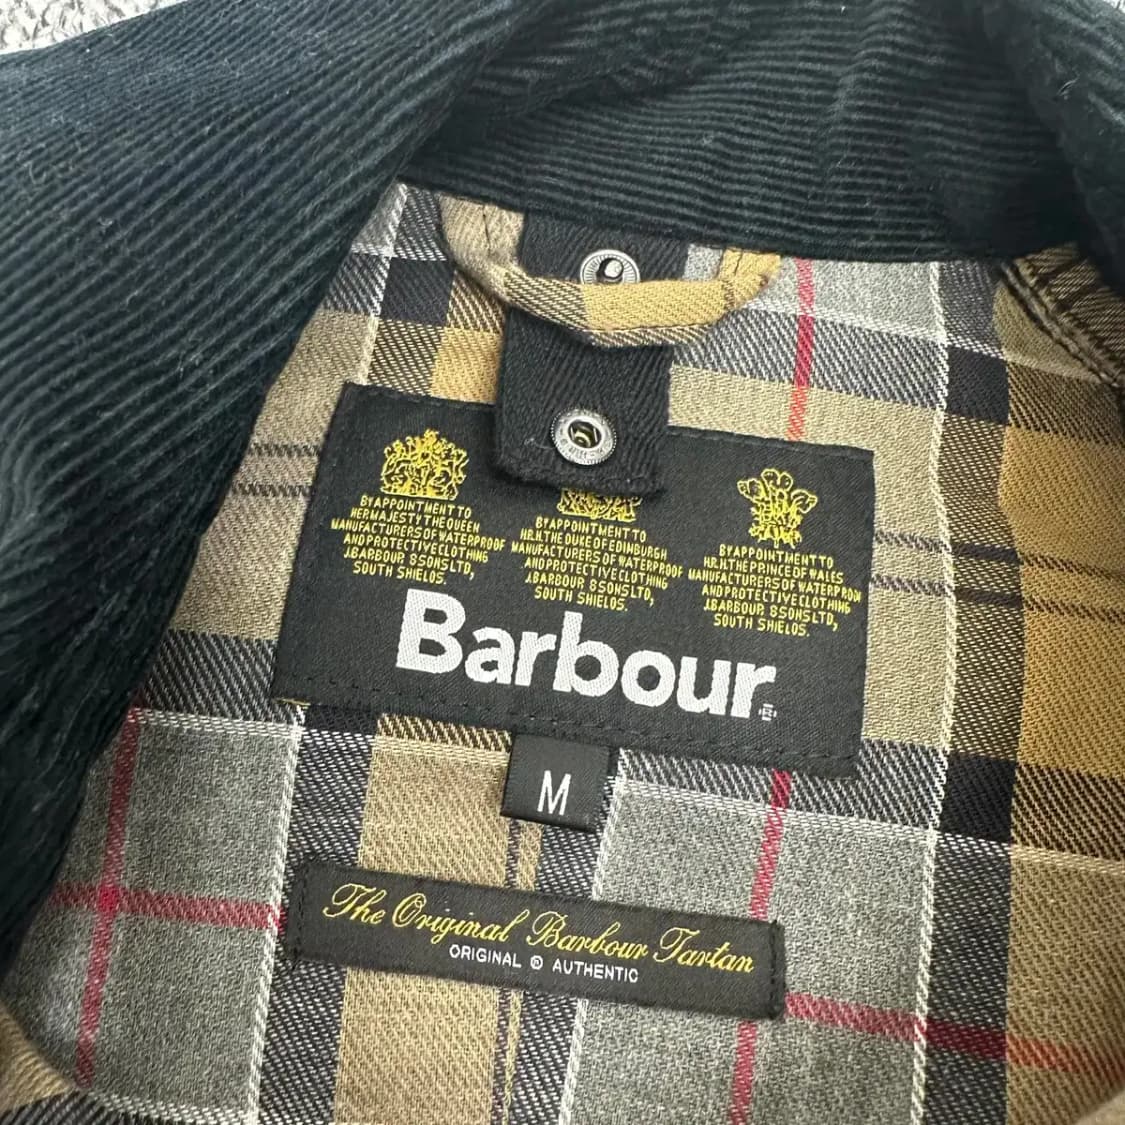 BY APPOINTMENT TO
HER MAJESTY THE QUEEN
MANUFACTURERS OF WATERPROOF
AND PROTECTIVE CLOTHING
J.BARBOUR & SONS LTD,
SOUTH SHIELDS.
BY APPOINTMENT TO
H.R.H. THE DUKE OF EDINBURGH
MANUFACTURERS OF WATERPROOF
AND PROTECTIVE CLOTHING
J.BARBOUR & SONS LTD,
SOUTH SHIELDS.
BY APPOINTMENT TO
H.R.H. THE PRINCE OF WALES
MANUFACTURERS OF WATERPROOF
AND PROTECTIVE CLOTHING
J.BARBOUR & SONS LTD,
SOUTH SHIELDS.
Barbour
M
The Original Barbour Tartan
ORIGINAL ® AUTHENTIC